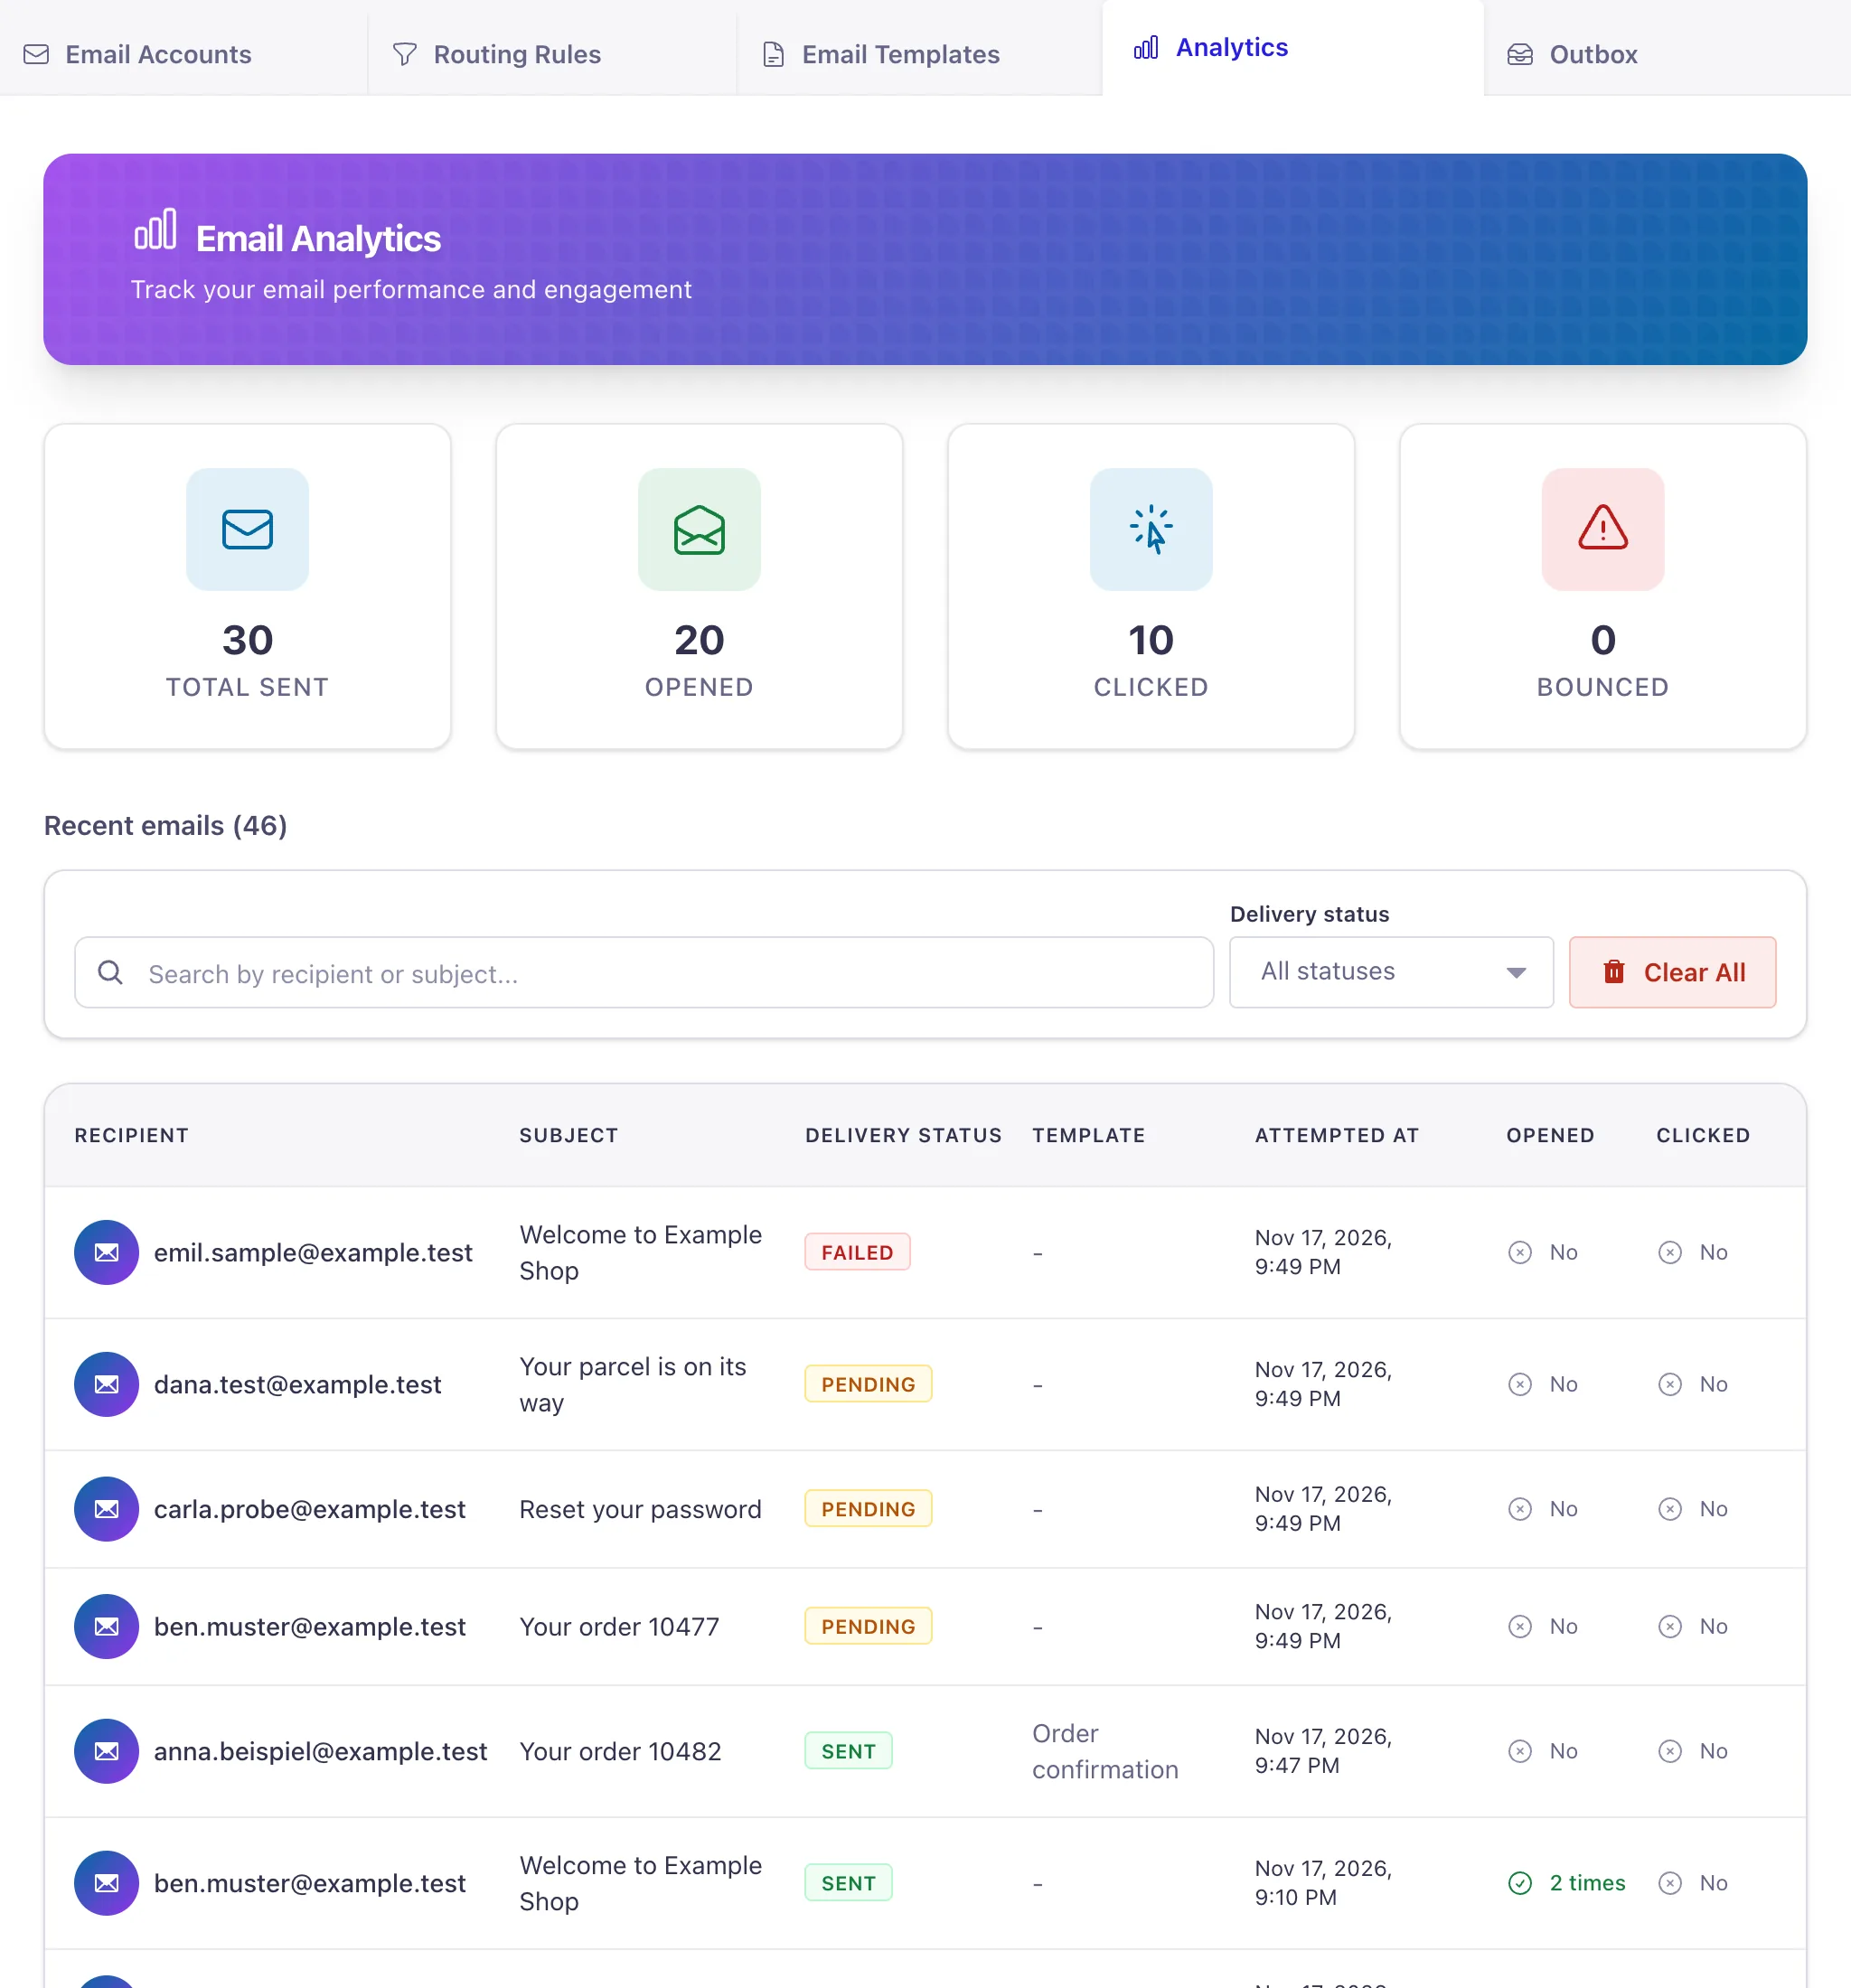 Email Accounts
Routing Rules
Email Templates
Analytics
Outbox
Email Analytics
Track your email performance and engagement
30
TOTAL SENT
20
OPENED
10
CLICKED
0
BOUNCED
Recent emails (46)
Delivery status
Search by recipient or subject...
All statuses
Clear All
RECIPIENT SUBJECT DELIVERY STATUS TEMPLATE ATTEMPTED AT OPENED CLICKED
emil.sample@example.test
Welcome to Example
Shop
FAILED
-
Nov 17, 2026,
9:49 PM
No
No
dana.test@example.test
Your parcel is on its
way
PENDING
-
Nov 17, 2026,
9:49 PM
No
No
carla.probe@example.test
Reset your password
PENDING
-
Nov 17, 2026,
9:49 PM
No
No
ben.muster@example.test
Your order 10477
PENDING
-
Nov 17, 2026,
9:49 PM
No
No
anna.beispiel@example.test
Your order 10482
SENT
Order
confirmation
Nov 17, 2026,
9:47 PM
No
No
ben.muster@example.test
Welcome to Example
Shop
SENT
-
Nov 17, 2026,
9:10 PM
2 times
No